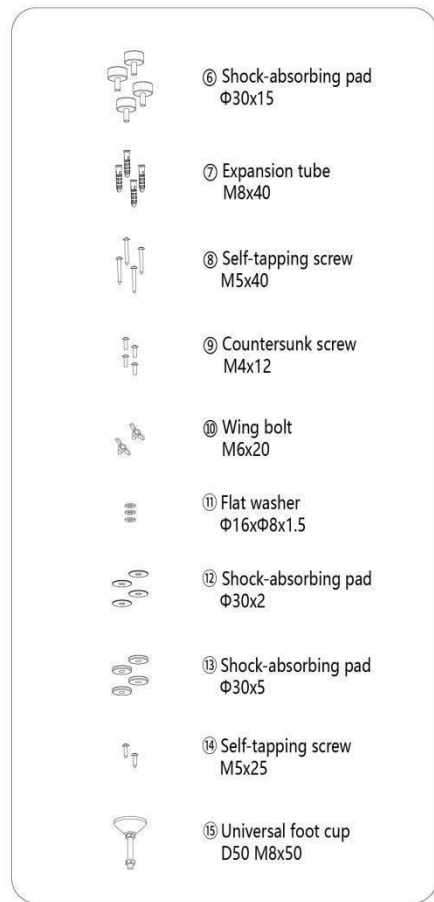 ⑥ Shock-absorbing pad
Φ30x15
⑦ Expansion tube
M8x40
⑧ Self-tapping screw
M5x40
⑨ Countersunk screw
M4x12
⑩ Wing bolt
M6x20
⑪ Flat washer
Φ16xΦ8x1.5
⑫ Shock-absorbing pad
Φ30x2
⑬ Shock-absorbing pad
Φ30x5
⑭ Self-tapping screw
M5x25
⑮ Universal foot cup
D50 M8x50